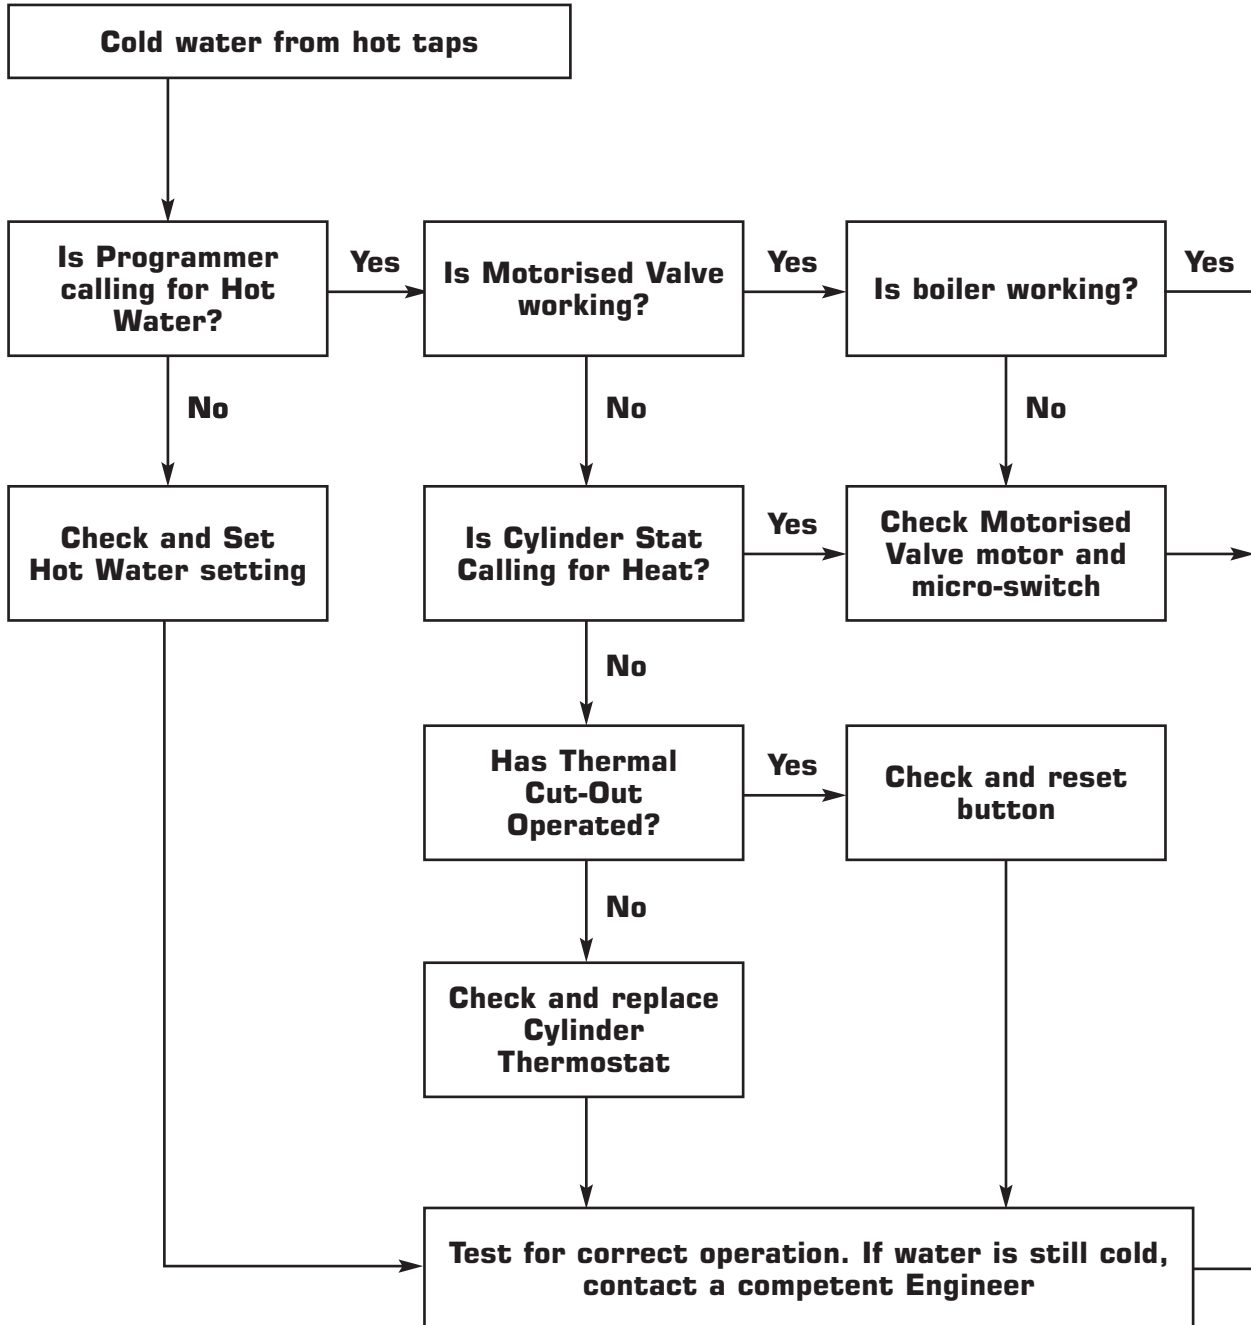 Cold water from hot taps
Is Programmer
calling for Hot
Water?
Yes
Is Motorised Valve
working?
Yes
Is boiler working?
Yes
No
No
No
Check and Set
Hot Water setting
Is Cylinder Stat
Calling for Heat?
Yes
Check Motorised
Valve motor and
micro-switch
No
Has Thermal
Cut-Out
Operated?
Yes
Check and reset
button
No
Check and replace
Cylinder
Thermostat
Test for correct operation. If water is still cold,
contact a competent Engineer